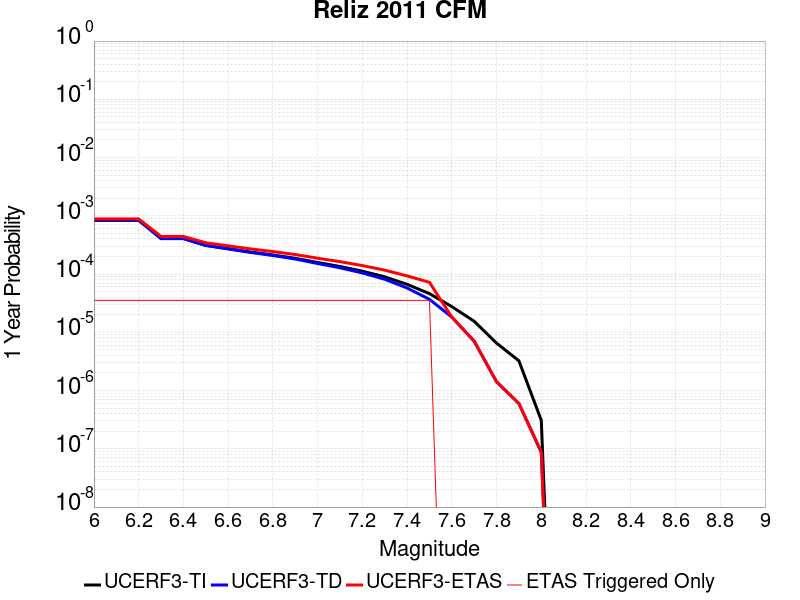 Reliz 2011 CFM
10^0
10^-1
10^-2
10^-3
10^-4
10^-5
10^-6
10^-7
10^-8
1 Year Probability
6 6.2 6.4 6.6 6.8 7 7.2 7.4 7.6 7.8 8 8.2 8.4 8.6 8.8 9
Magnitude
UCERF3-TI UCERF3-TD UCERF3-ETAS ETAS Triggered Only